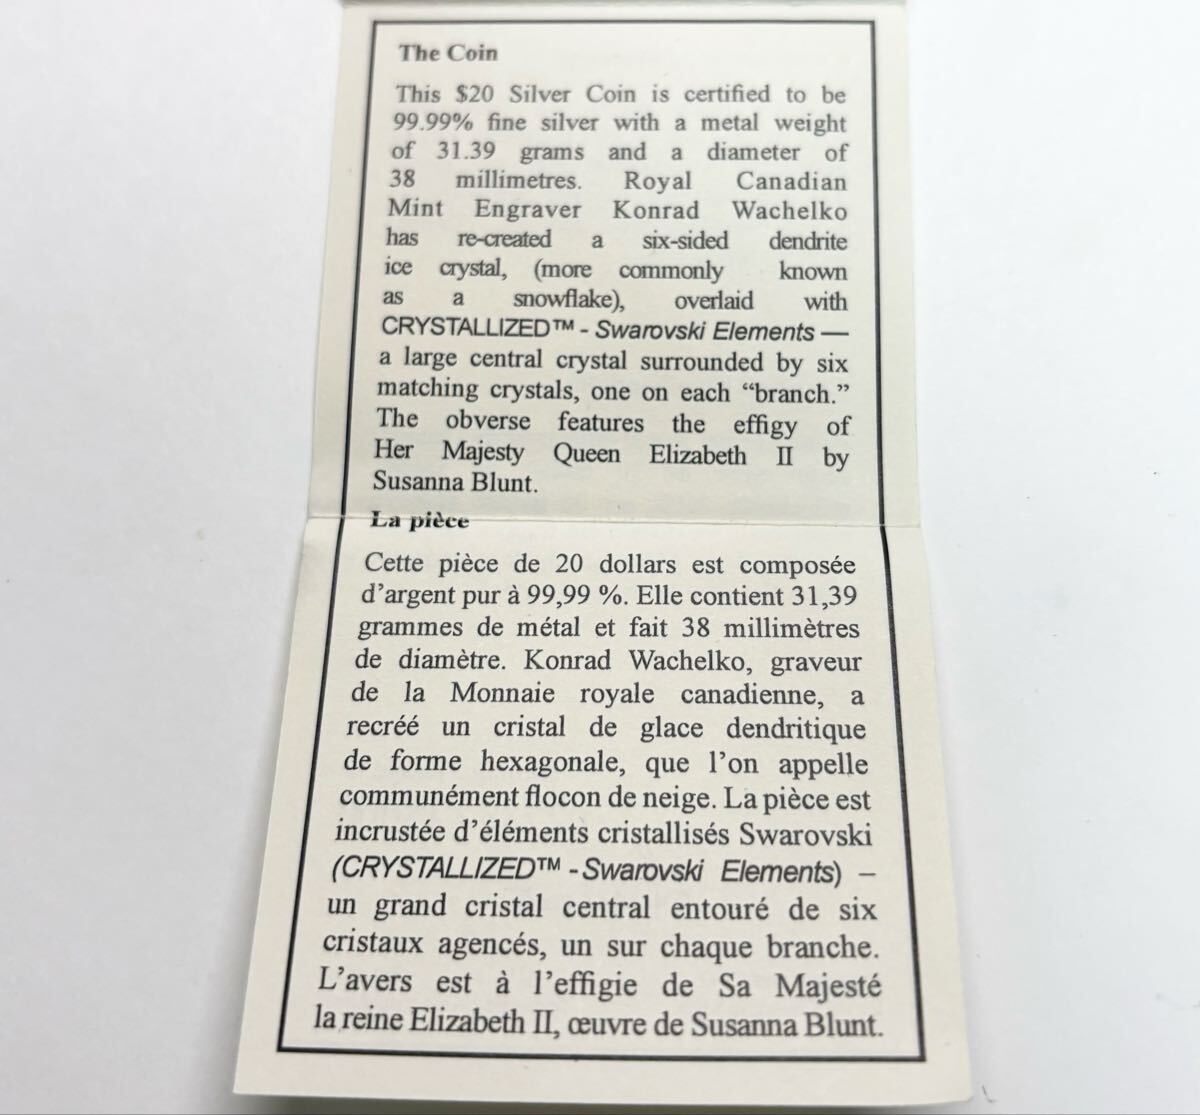 The Coin
This $20 Silver Coin is certified to be
99.99% fine silver with a metal weight
of 31.39 grams and a diameter of
38 millimetres. Royal Canadian
Mint Engraver Konrad Wachelko
has re-created a six-sided dendrite
ice crystal, (more commonly known
as a snowflake), overlaid with
CRYSTALLIZED™ - Swarovski Elements —
a large central crystal surrounded by six
matching crystals, one on each “branch.”
The obverse features the effigy of
Her Majesty Queen Elizabeth II by
Susanna Blunt.
La pièce
Cette pièce de 20 dollars est composée
d’argent pur à 99,99 %. Elle contient 31,39
grammes de métal et fait 38 millimètres
de diamètre. Konrad Wachelko, graveur
de la Monnaie royale canadienne, a
recréé un cristal de glace dendritique
de forme hexagonale, que l’on appelle
communément flocon de neige. La pièce est
incrustée d’éléments cristallisés Swarovski
(CRYSTALLIZED™ - Swarovski Elements) –
un grand cristal central entouré de six
cristaux agencés, un sur chaque branche.
L’avers est à l’effigie de Sa Majesté
la reine Elizabeth II, œuvre de Susanna Blunt.